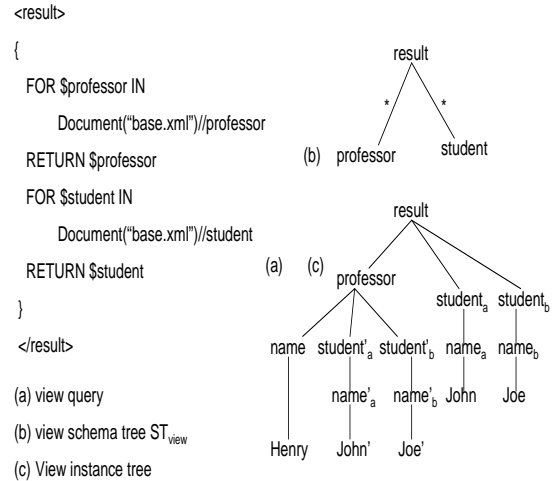 <result>
{
FOR $professor IN
Document("base.xml")//professor
RETURN $professor
FOR $student IN
Document("base.xml")//student
RETURN $student
}
</result>
(a) view query
(b) view schema tree ST_view
(c) View instance tree
(a)
result
* *
(b) professor student
result
(c) professor
student_a student_b
name student'_a student'_b name_a name_b
name'_a name'_b John Joe
Henry John' Joe'